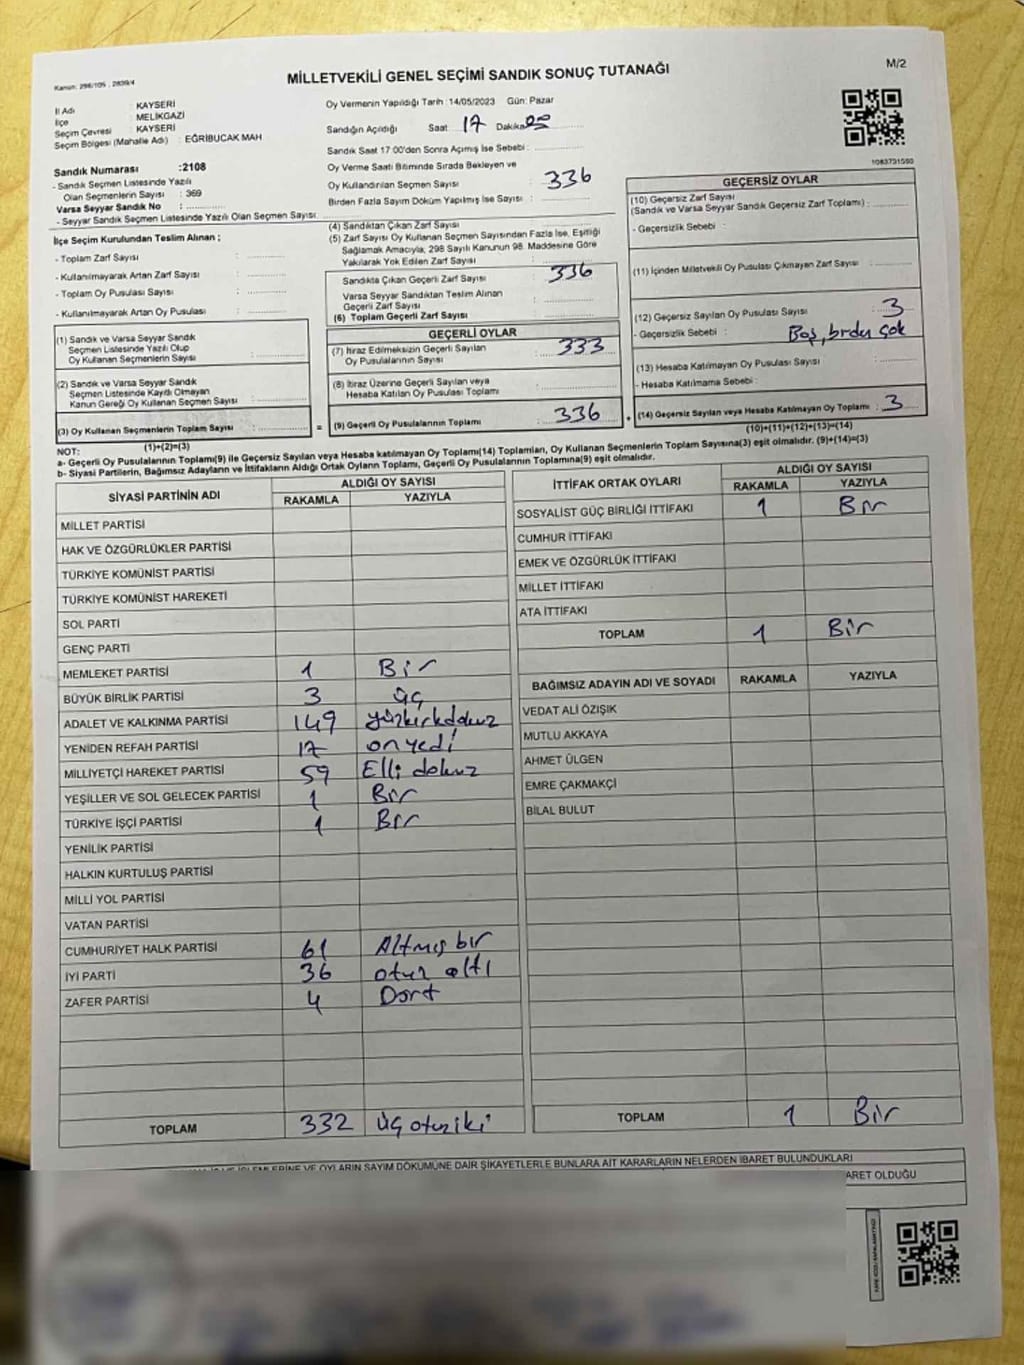 Kanun: 298/105 , 2839/4
MİLLETVEKİLİ GENEL SEÇİMİ SANDIK SONUÇ TUTANAĞI
M/2
İl Adı : KAYSERİ
İlçe : MELİKGAZİ
Seçim Çevresi : KAYSERİ
Seçim Bölgesi (Mahalle Adı) : EĞRİBUCAK MAH
Sandık Numarası :2108
- Sandık Seçmen Listesinde Yazılı
Olan Seçmenlerin Sayısı : 369
Varsa Seyyar Sandık No :
- Seyyar Sandık Seçmen Listesinde Yazılı Olan Seçmen Sayısı:
Oy Vermenin Yapıldığı Tarih : 14/05/2023 Gün: Pazar
Sandığın Açıldığı Saat 17 Dakika 00
Sandık Saat 17:00'den Sonra Açımış İse Sebebi :
Oy Verme Saati Bitiminde Sırada Bekleyen ve
Oy Kullandırılan Seçmen Sayısı : 336
Birden Fazla Sayım Döküm Yapılmış İse Sayısı :
1083731550
İlçe Seçim Kurulundan Teslim Alınan ;
- Toplam Zarf Sayısı :
- Kullanılmayarak Artan Zarf Sayısı :
- Toplam Oy Pusulası Sayısı :
- Kullanılmayarak Artan Oy Pusulası :
(1) Sandık ve Varsa Seyyar Sandık
Seçmen Listesinde Yazılı Olup
Oy Kullanan Seçmenlerin Sayısı :
(2) Sandık ve Varsa Seyyar Sandık
Seçmen Listesinde Kayıtlı Olmayan
Kanun Gereği Oy Kullanan Seçmen Sayısı :
(3) Oy Kullanan Seçmenlerin Toplam Sayısı :
(1)+(2)=(3)
(4) Sandıktan Çıkan Zarf Sayısı :
(5) Zarf Sayısı Oy Kullanan Seçmen Sayısından Fazla İse, Eşitliği
Sağlamak Amacıyla, 298 Sayılı Kanunun 98. Maddesine Göre
Yakılarak Yok Edilen Zarf Sayısı :
Sandıkta Çıkan Geçerli Zarf Sayısı : 336
Varsa Seyyar Sandıktan Teslim Alınan
Geçerli Zarf Sayısı :
(6) Toplam Geçerli Zarf Sayısı :
GEÇERLİ OYLAR
(7) İtiraz Edilmeksizin Geçerli Sayılan
Oy Pusulalarının Sayısı : 333
(8) İtiraz Üzerine Geçerli Sayılan veya
Hesaba Katılan Oy Pusulası Toplamı :
= (9) Geçerli Oy Pusulalarının Toplamı : 336 +
GEÇERSİZ OYLAR
(10) Geçersiz Zarf Sayısı
(Sandık ve Varsa Seyyar Sandık Geçersiz Zarf Toplamı) :
- Geçersizlik Sebebi :
(11) İçinden Milletvekili Oy Pusulası Çıkmayan Zarf Sayısı :
(12) Geçersiz Sayılan Oy Pusulası Sayısı : 3
- Geçersizlik Sebebi : Boş, birden çok
(13) Hesaba Katılmayan Oy Pusulası Sayısı :
- Hesaba Katılmama Sebebi :
(14) Geçersiz Sayılan veya Hesaba Katılmayan Oy Toplamı : 3
(10)+(11)+(12)+(13)=(14)
NOT:
a- Geçerli Oy Pusulalarının Toplamı(9) ile Geçersiz Sayılan veya Hesaba katılmayan Oy Toplamı(14) Toplamları, Oy Kullanan Seçmenlerin Toplam Sayısına(3) eşit olmalıdır. (9)+(14)=(3)
b- Siyasi Partilerin, Bağımsız Adayların ve İttifakların Aldığı Ortak Oyların Toplamı, Geçerli Oy Pusulalarının Toplamına(9) eşit olmalıdır.
SİYASİ PARTİNİN ADI ALDIĞI OY SAYISI
RAKAMLA YAZIYLA
MİLLET PARTİSİ
HAK VE ÖZGÜRLÜKLER PARTİSİ
TÜRKİYE KOMÜNİST PARTİSİ
TÜRKİYE KOMÜNİST HAREKETİ
SOL PARTİ
GENÇ PARTİ
MEMLEKET PARTİSİ 1 Bir
BÜYÜK BİRLİK PARTİSİ 3 üç
ADALET VE KALKINMA PARTİSİ 149 yüzkırkdokuz
YENİDEN REFAH PARTİSİ 17 onyedi
MİLLİYETÇİ HAREKET PARTİSİ 59 Elli dokuz
YEŞİLLER VE SOL GELECEK PARTİSİ 1 Bir
TÜRKİYE İŞÇİ PARTİSİ 1 Bir
YENİLİK PARTİSİ
HALKIN KURTULUŞ PARTİSİ
MİLLİ YOL PARTİSİ
VATAN PARTİSİ
CUMHURİYET HALK PARTİSİ 61 Altmış bir
İYİ PARTİ 36 otuz altı
ZAFER PARTİSİ 4 Dört
TOPLAM 332 üç otuziki
İTTİFAK ORTAK OYLARI ALDIĞI OY SAYISI
RAKAMLA YAZIYLA
SOSYALİST GÜÇ BİRLİĞİ İTTİFAKI 1 Bir
CUMHUR İTTİFAKI
EMEK VE ÖZGÜRLÜK İTTİFAKI
MİLLET İTTİFAKI
ATA İTTİFAKI
TOPLAM 1 Bir
BAĞIMSIZ ADAYIN ADI VE SOYADI RAKAMLA YAZIYLA
VEDAT ALİ ÖZIŞIK
MUTLU AKKAYA
AHMET ÜLGEN
EMRE ÇAKMAKÇİ
BİLAL BULUT
TOPLAM 1 Bir
İŞLEMLERİNE VE OYLARIN SAYIM DÖKÜMÜNE DAİR ŞİKAYETLERLE BUNLARA AİT KARARLARIN NELERDEN İBARET BULUNDUKLARI
ARET OLDUĞU